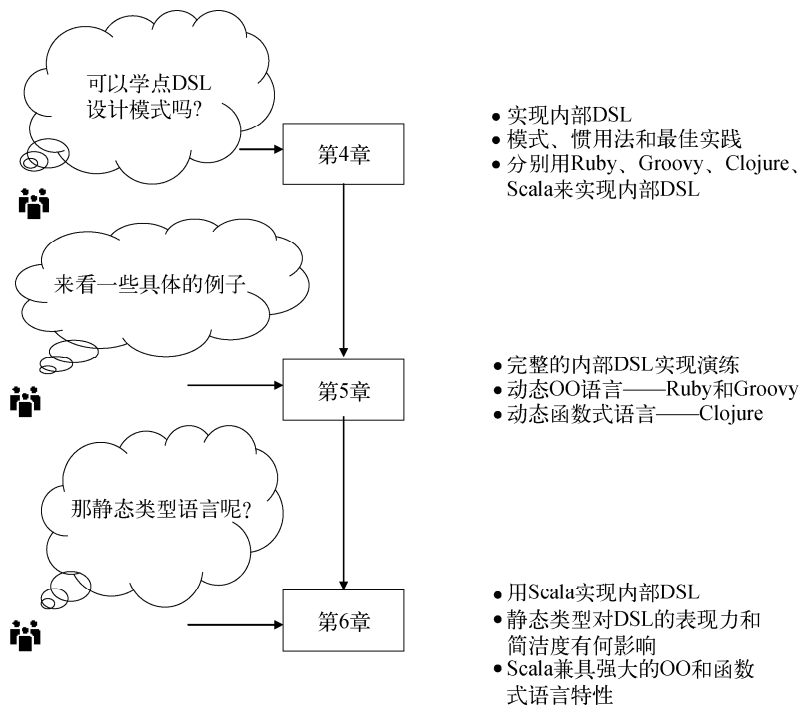 可以学点DSL
设计模式吗?
第4章
● 实现内部DSL
● 模式、惯用法和最佳实践
● 分别用Ruby、Groovy、Clojure、
Scala来实现内部DSL
来看一些具体的例子
第5章
● 完整的内部DSL实现演练
● 动态OO语言——Ruby和Groovy
● 动态函数式语言——Clojure
那静态类型语言呢?
第6章
● 用Scala实现内部DSL
● 静态类型对DSL的表现力和
简洁度有何影响
● Scala兼具强大的OO和函数
式语言特性